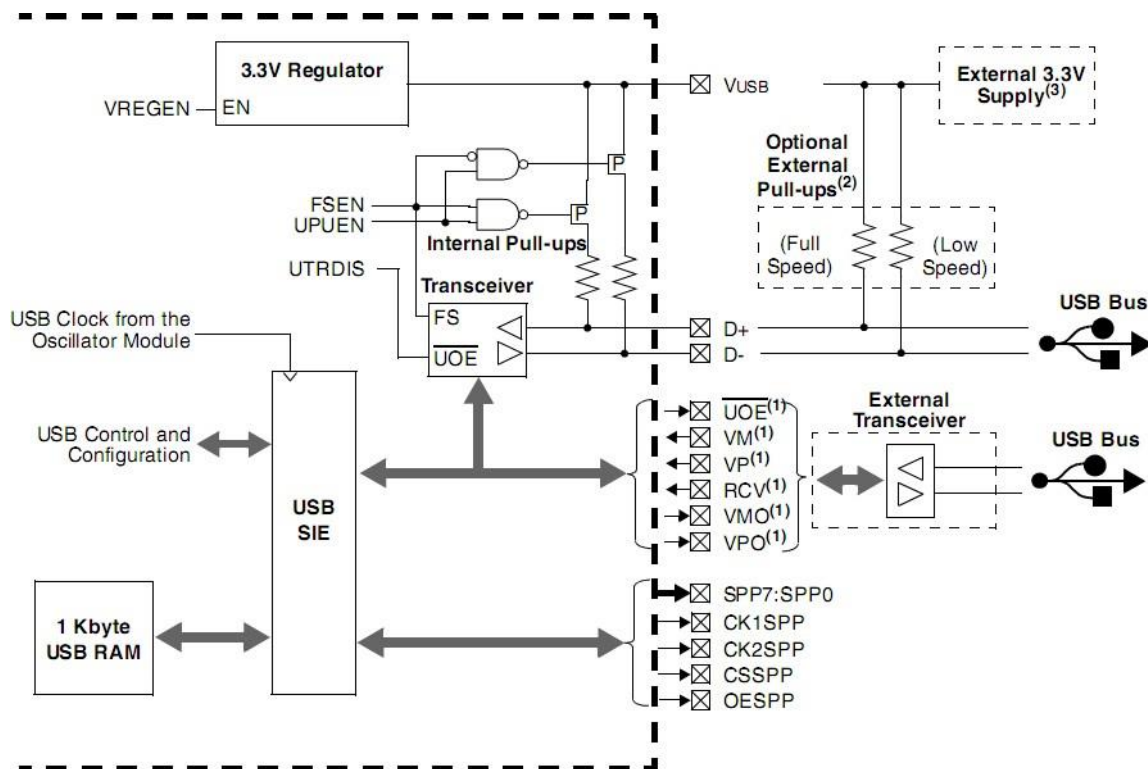 3.3V Regulator
VREGEN
EN
VUSB
External 3.3V
Supply(3)
Optional
External
Pull-ups(2)
P
P
FSEN
UPUEN
Internal Pull-ups
(Full
Speed)
(Low
Speed)
UTRDIS
Transceiver
FS
UOE
USB Clock from the
Oscillator Module
D+
D-
USB Bus
USB Control and
Configuration
USB
SIE
UOE(1)
VM(1)
VP(1)
RCV(1)
VMO(1)
VPO(1)
External
Transceiver
USB Bus
1 Kbyte
USB RAM
SPP7:SPP0
CK1SPP
CK2SPP
CSSPP
OESPP